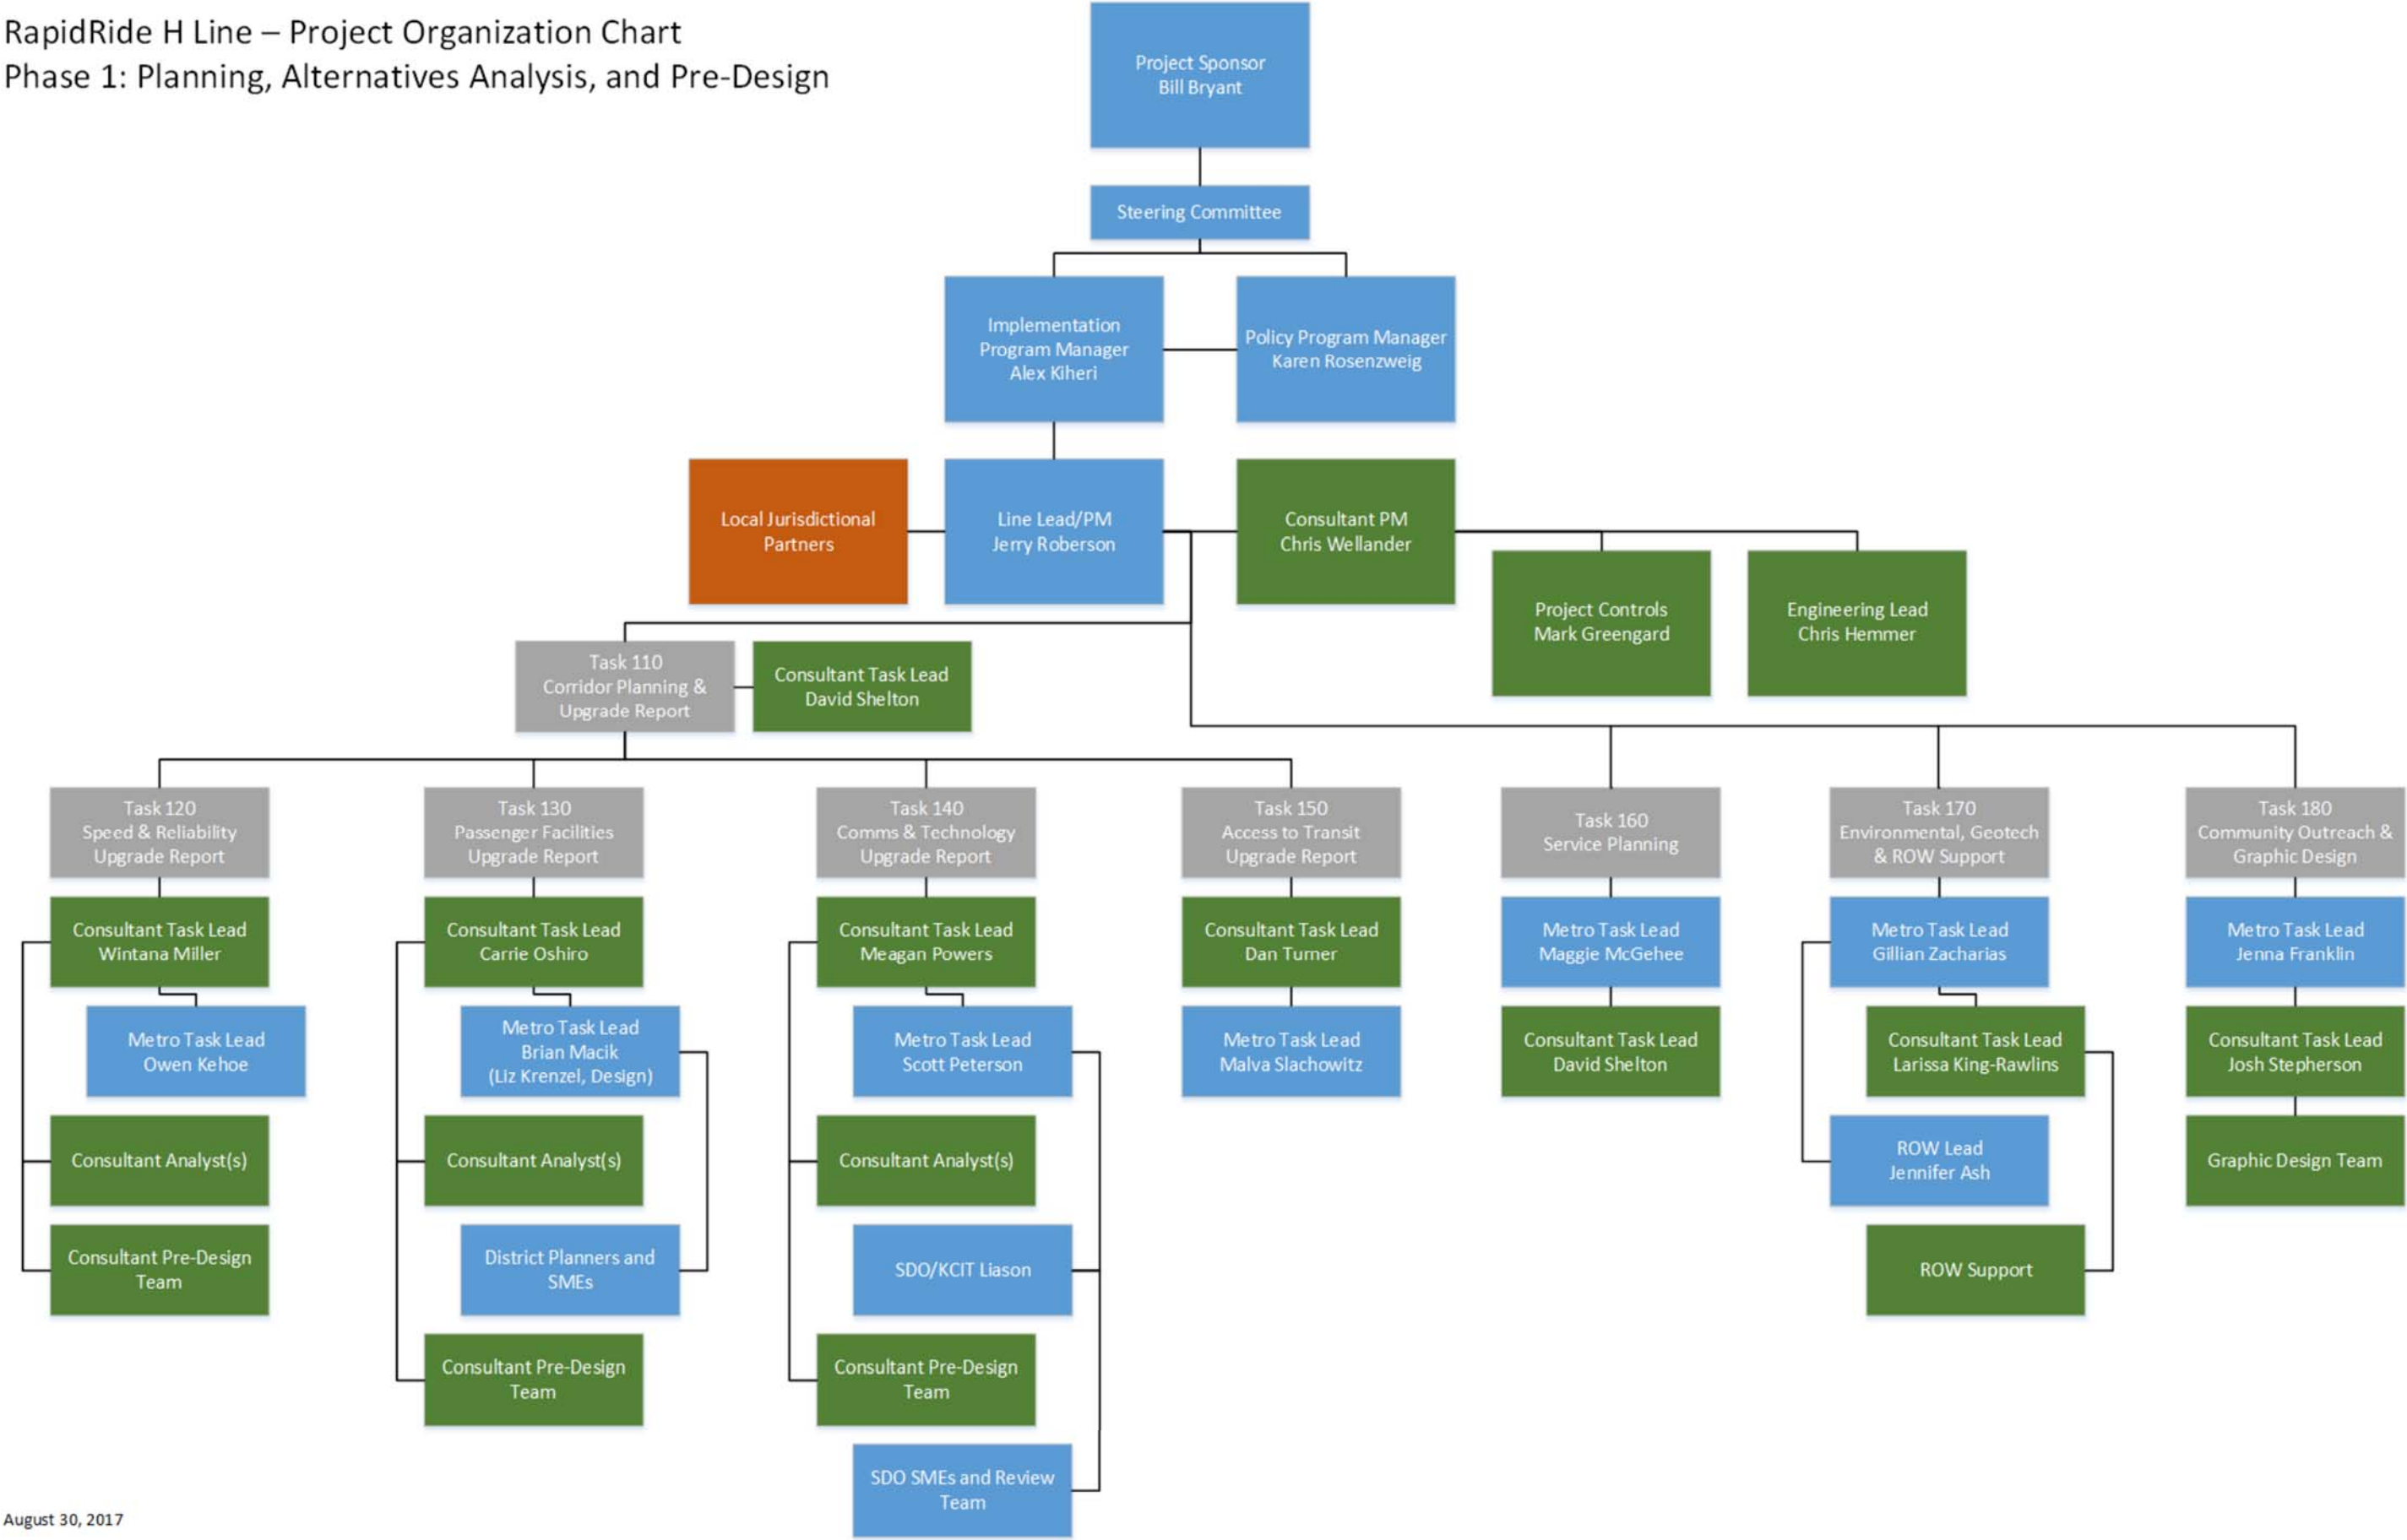 RapidRide H Line – Project Organization Chart
Phase 1: Planning, Alternatives Analysis, and Pre-Design
Project Sponsor
Bill Bryant
Steering Committee
Implementation
Program Manager
Alex Kiheri
Policy Program Manager
Karen Rosenzweig
Local Jurisdictional
Partners
Line Lead/PM
Jerry Roberson
Consultant PM
Chris Wellander
Project Controls
Mark Greengard
Engineering Lead
Chris Hemmer
Task 110
Corridor Planning &
Upgrade Report
Consultant Task Lead
David Shelton
Task 120
Speed & Reliability
Upgrade Report
Task 130
Passenger Facilities
Upgrade Report
Task 140
Comms & Technology
Upgrade Report
Task 150
Access to Transit
Upgrade Report
Task 160
Service Planning
Task 170
Environmental, Geotech
& ROW Support
Task 180
Community Outreach &
Graphic Design
Consultant Task Lead
Wintana Miller
Consultant Task Lead
Carrie Oshiro
Consultant Task Lead
Meagan Powers
Consultant Task Lead
Dan Turner
Metro Task Lead
Maggie McGehee
Metro Task Lead
Gillian Zacharias
Metro Task Lead
Jenna Franklin
Metro Task Lead
Owen Kehoe
Metro Task Lead
Brian Macik
(Liz Krenzel, Design)
Metro Task Lead
Scott Peterson
Metro Task Lead
Malva Slachowitz
Consultant Task Lead
David Shelton
Consultant Task Lead
Larissa King-Rawlins
Consultant Task Lead
Josh Stepherson
Consultant Analyst(s)
Consultant Analyst(s)
Consultant Analyst(s)
ROW Lead
Jennifer Ash
Graphic Design Team
Consultant Pre-Design
Team
District Planners and
SMEs
SDO/KCIT Liason
ROW Support
Consultant Pre-Design
Team
Consultant Pre-Design
Team
SDO SMEs and Review
Team
August 30, 2017